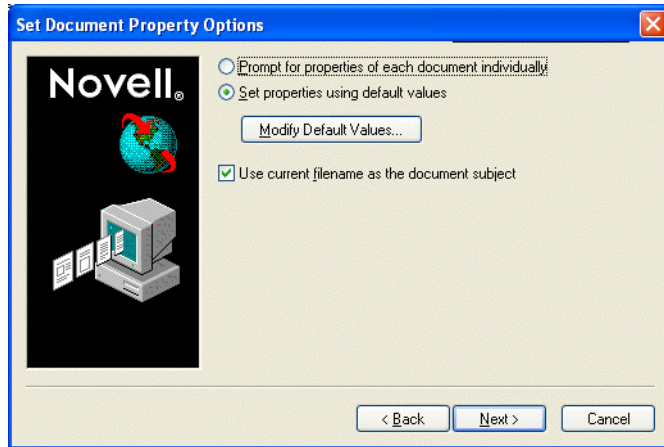 Set Document Property Options
Novell®
Prompt for properties of each document individually
Set properties using default values
Modify Default Values...
Use current filename as the document subject
< Back
Next >
Cancel